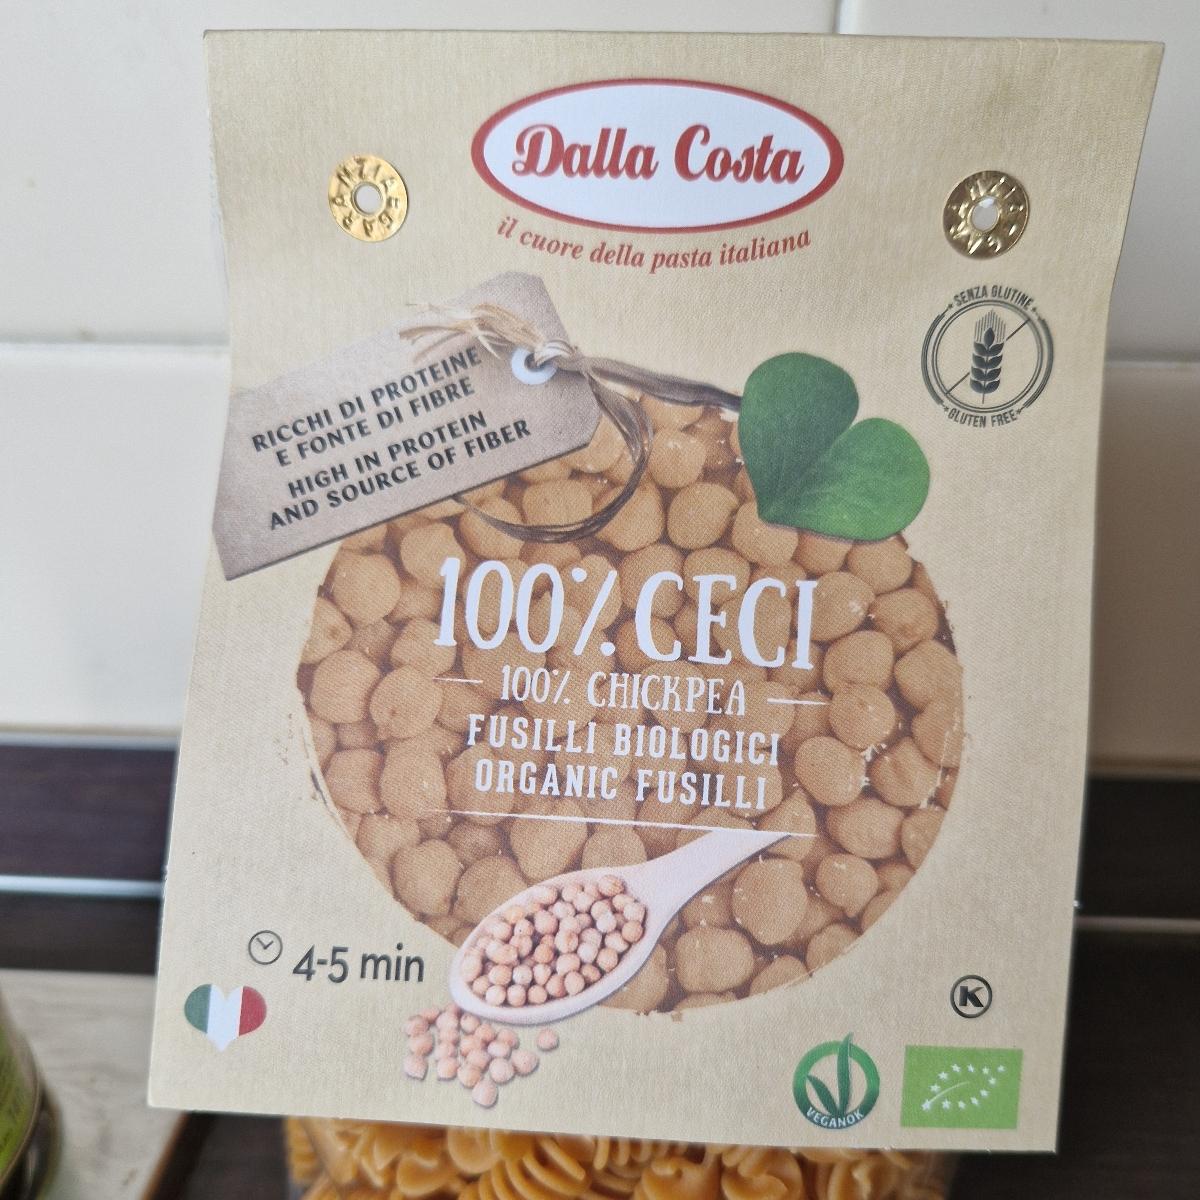 Dalla Costa
il cuore della pasta italiana
GARANZIA
SENZA GLUTINE
GLUTEN FREE
RICCHI DI PROTEINE
E FONTE DI FIBRE
HIGH IN PROTEIN
AND SOURCE OF FIBER
100% CECI
100% CHICKPEA
FUSILLI BIOLOGICI
ORGANIC FUSILLI
4-5 min
K
VEGANOK